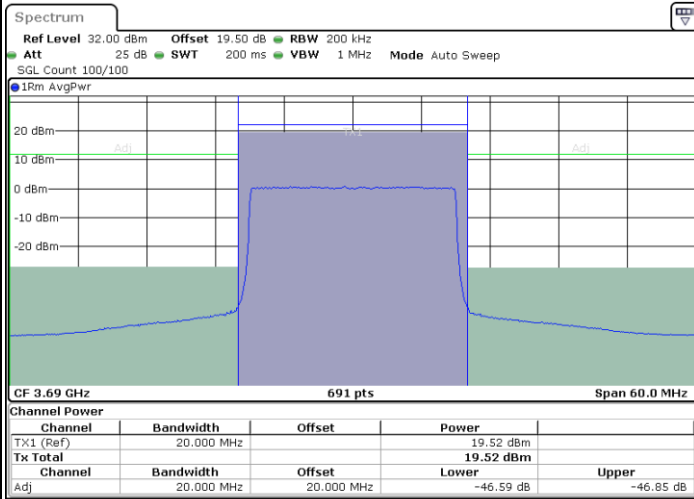 Spectrum
Ref Level 32.00 dBm Offset 19.50 dB RBW 200 kHz
Att 25 dB SWT 200 ms VBW 1 MHz Mode Auto Sweep
SGL Count 100/100
1Rm AvgPwr
TX1
20 dBm
Adj Adj
10 dBm
0 dBm
-10 dBm
-20 dBm
CF 3.69 GHz 691 pts Span 60.0 MHz
Channel Power
Channel Bandwidth Offset Power
TX1 (Ref) 20.000 MHz 19.52 dBm
Tx Total 19.52 dBm
Channel Bandwidth Offset Lower Upper
Adj 20.000 MHz 20.000 MHz -46.59 dB -46.85 dB